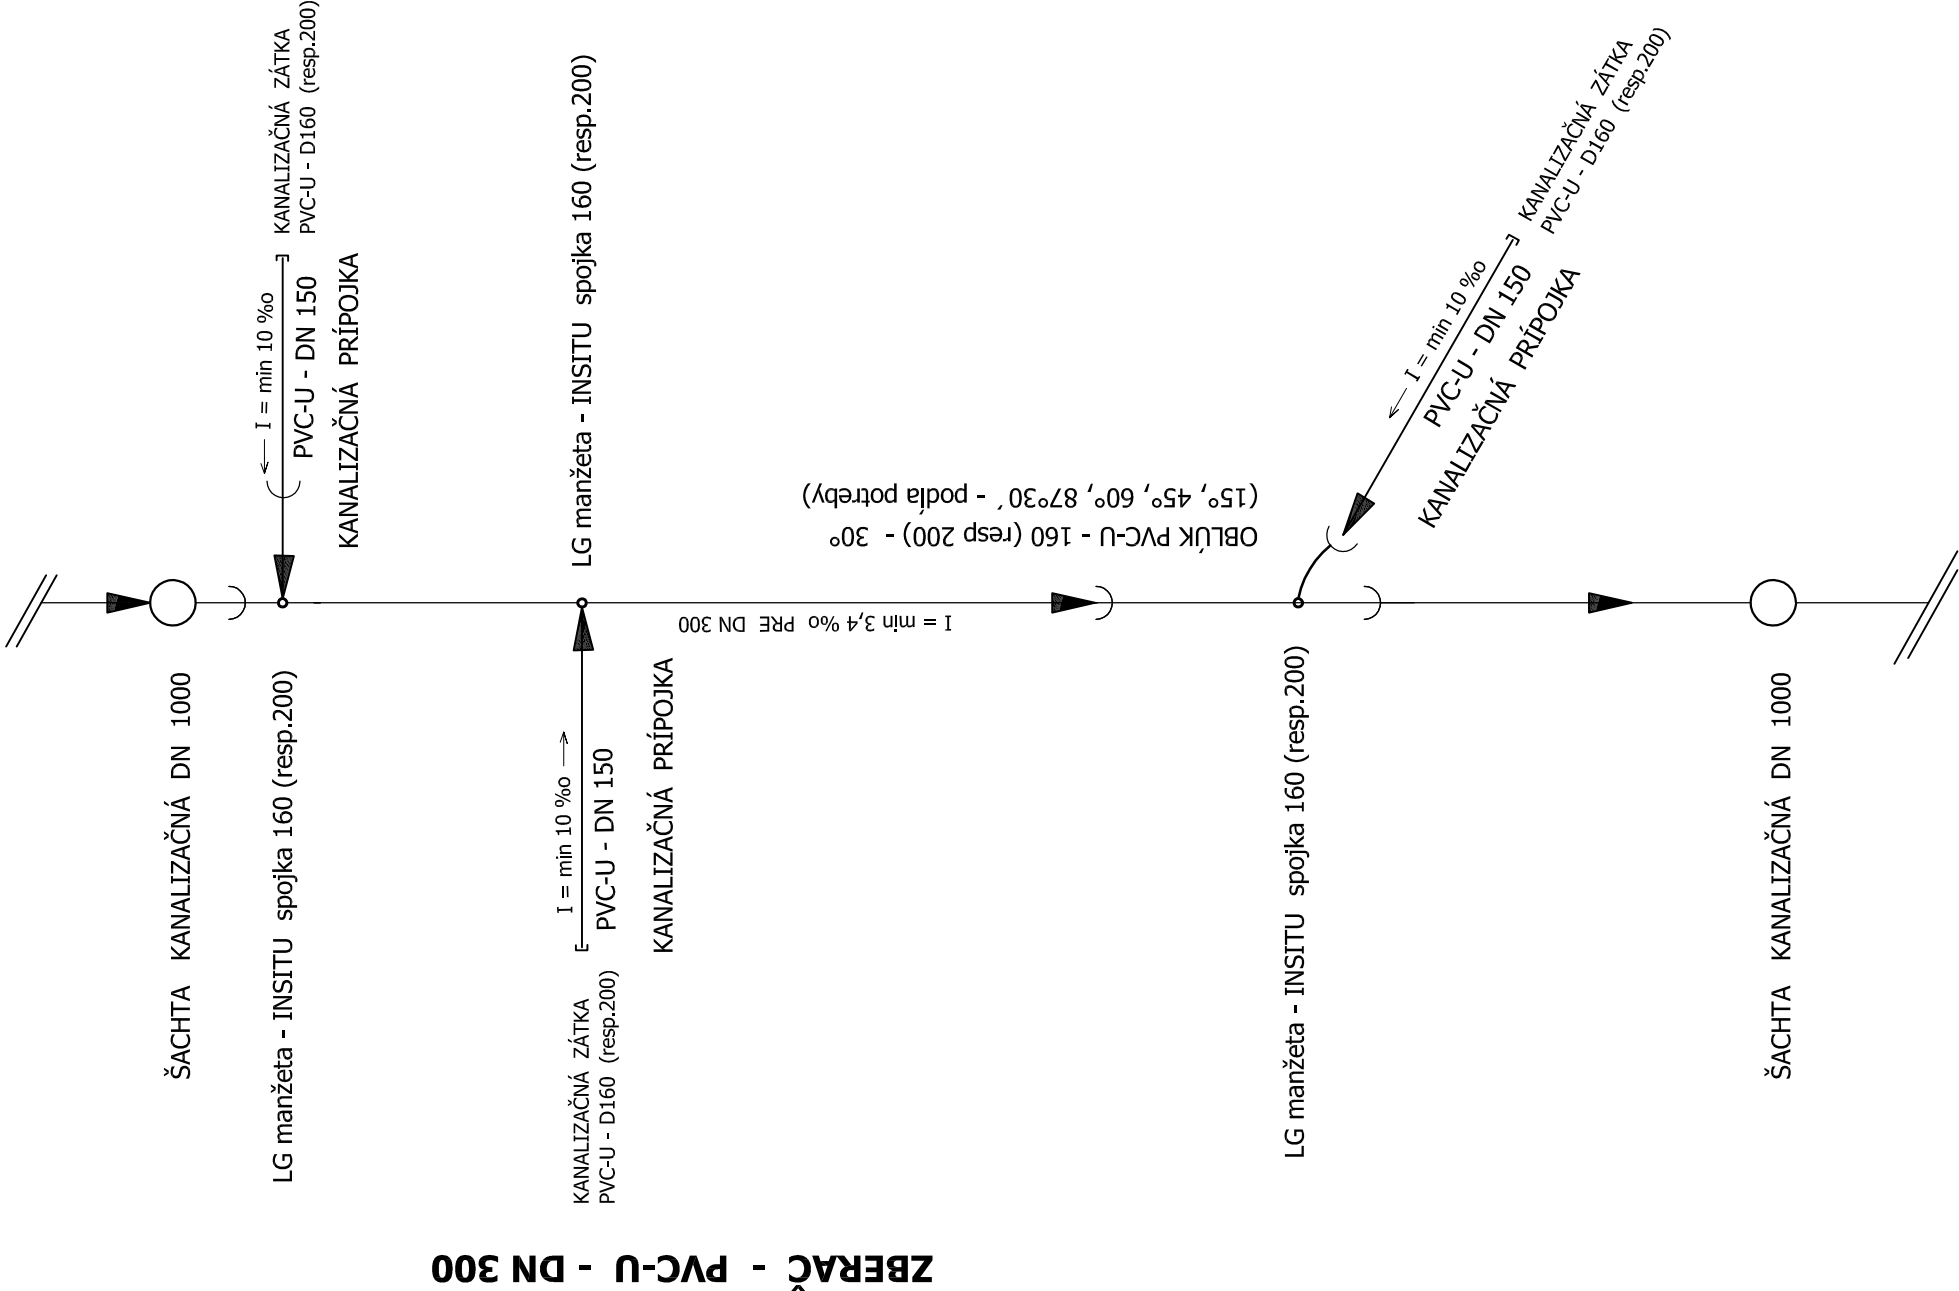 ZBERAČ - PVC-U - DN 300
ŠACHTA KANALIZAČNÁ DN 1000
LG manžeta - INSITU spojka 160 (resp.200)
I = min 10 ‰
PVC-U - DN 150
KANALIZAČNÁ PRÍPOJKA
KANALIZAČNÁ ZÁTKA
PVC-U - D160 (resp.200)
LG manžeta - INSITU spojka 160 (resp.200)
I = min 10 ‰
PVC-U - DN 150
KANALIZAČNÁ PRÍPOJKA
KANALIZAČNÁ ZÁTKA
PVC-U - D160 (resp.200)
I = min 3,4 ‰ PRE DN 300
OBLÚK PVC-U - 160 (resp 200) - 30°
(15°, 45°, 60°, 87°30´ - podľa potreby)
LG manžeta - INSITU spojka 160 (resp.200)
I = min 10 ‰
PVC-U - DN 150
KANALIZAČNÁ PRÍPOJKA
KANALIZAČNÁ ZÁTKA
PVC-U - D160 (resp.200)
ŠACHTA KANALIZAČNÁ DN 1000